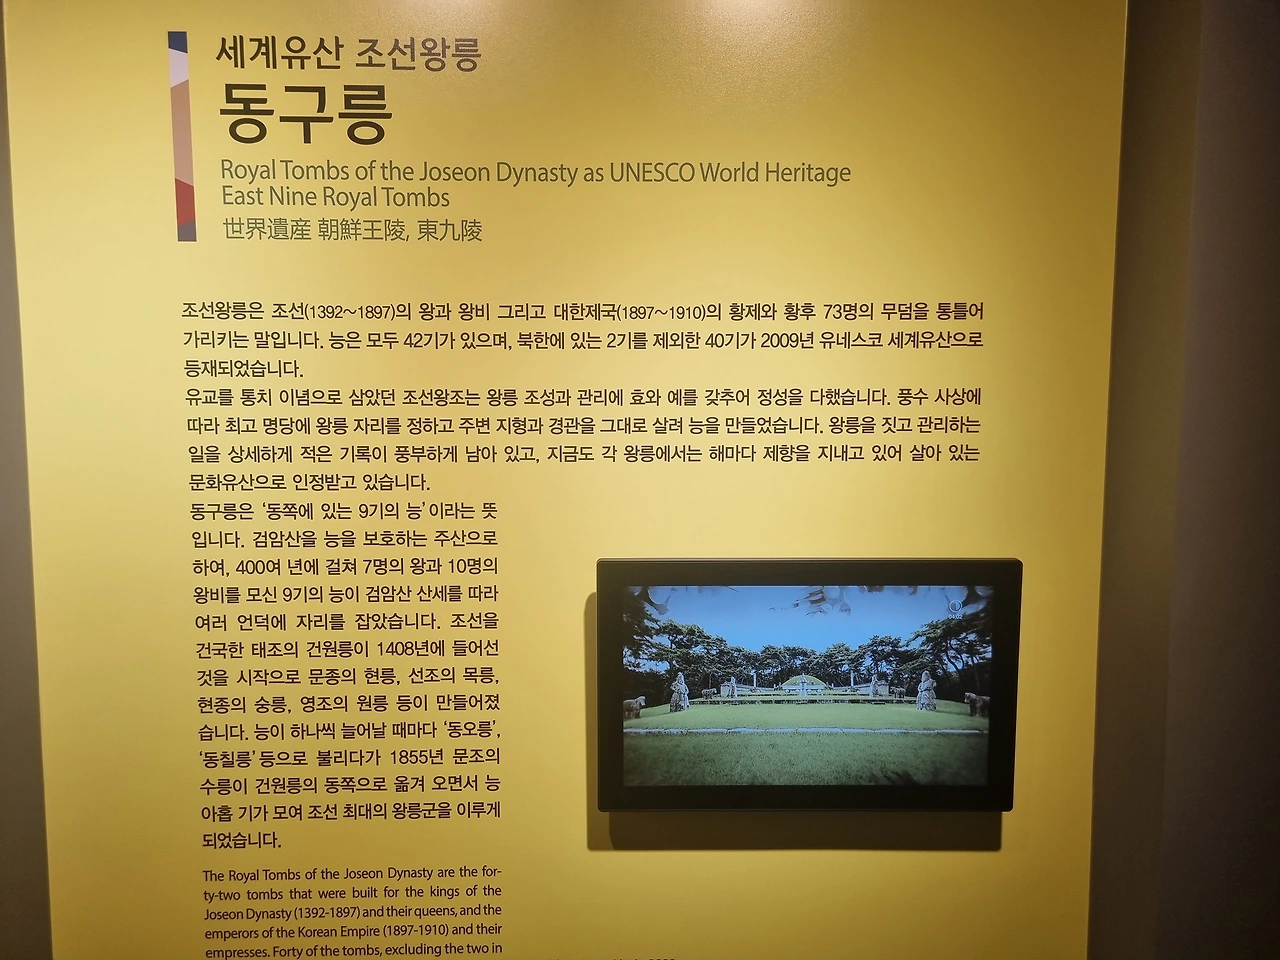 세계유산 조선왕릉
동구릉
Royal Tombs of the Joseon Dynasty as UNESCO World Heritage
East Nine Royal Tombs
世界遺産 朝鮮王陵, 東九陵
조선왕릉은 조선(1392~1897)의 왕과 왕비 그리고 대한제국(1897~1910)의 황제와 황후 73명의 무덤을 통틀어
가리키는 말입니다. 능은 모두 42기가 있으며, 북한에 있는 2기를 제외한 40기가 2009년 유네스코 세계유산으로
등재되었습니다.
유교를 통치 이념으로 삼았던 조선왕조는 왕릉 조성과 관리에 효와 예를 갖추어 정성을 다했습니다. 풍수 사상에
따라 최고 명당에 왕릉 자리를 정하고 주변 지형과 경관을 그대로 살려 능을 만들었습니다. 왕릉을 짓고 관리하는
일을 상세하게 적은 기록이 풍부하게 남아 있고, 지금도 각 왕릉에서는 해마다 제향을 지내고 있어 살아 있는
문화유산으로 인정받고 있습니다.
동구릉은 ‘동쪽에 있는 9기의 능’이라는 뜻
입니다. 검암산을 능을 보호하는 주산으로
하여, 400여 년에 걸쳐 7명의 왕과 10명의
왕비를 모신 9기의 능이 검암산 산세를 따라
여러 언덕에 자리를 잡았습니다. 조선을
건국한 태조의 건원릉이 1408년에 들어선
것을 시작으로 문종의 현릉, 선조의 목릉,
현종의 숭릉, 영조의 원릉 등이 만들어졌
습니다. 능이 하나씩 늘어날 때마다 ‘동오릉’,
‘동칠릉’ 등으로 불리다가 1855년 문조의
수릉이 건원릉의 동쪽으로 옮겨 오면서 능
아홉 기가 모여 조선 최대의 왕릉군을 이루게
되었습니다.
The Royal Tombs of the Joseon Dynasty are the for-
ty-two tombs that were built for the kings of the
Joseon Dynasty (1392-1897) and their queens, and the
emperors of the Korean Empire (1897-1910) and their
empresses. Forty of the tombs, excluding the two in